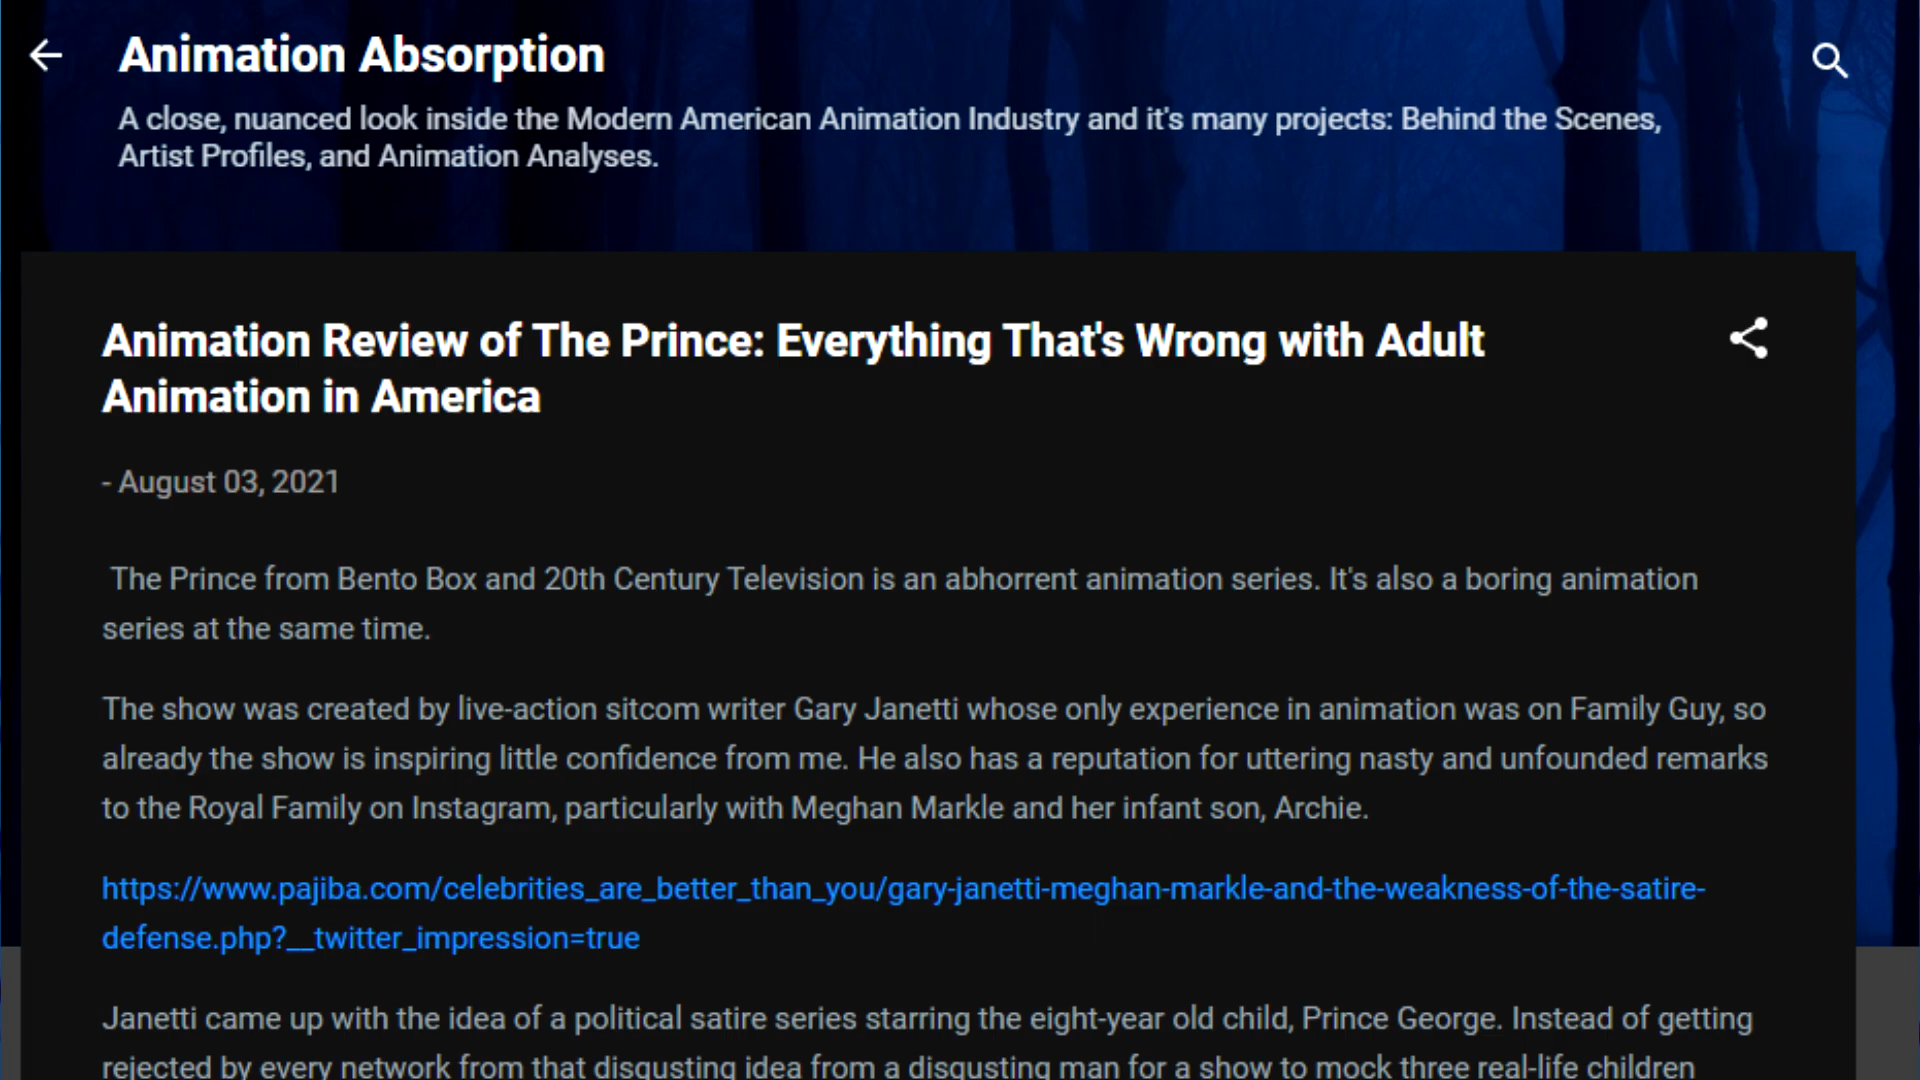 Animation Absorption
A close, nuanced look inside the Modern American Animation Industry and it's many projects: Behind the Scenes,
Artist Profiles, and Animation Analyses.
Animation Review of The Prince: Everything That's Wrong with Adult
Animation in America
- August 03, 2021
The Prince from Bento Box and 20th Century Television is an abhorrent animation series. It's also a boring animation
series at the same time.
The show was created by live-action sitcom writer Gary Janetti whose only experience in animation was on Family Guy, so
already the show is inspiring little confidence from me. He also has a reputation for uttering nasty and unfounded remarks
to the Royal Family on Instagram, particularly with Meghan Markle and her infant son, Archie.
https://www.pajiba.com/celebrities_are_better_than_you/gary-janetti-meghan-markle-and-the-weakness-of-the-satire-
defense.php?__twitter_impression=true
Janetti came up with the idea of a political satire series starring the eight-year old child, Prince George. Instead of getting
rejected by every network from that disgusting idea from a disgusting man for a show to mock three real-life children